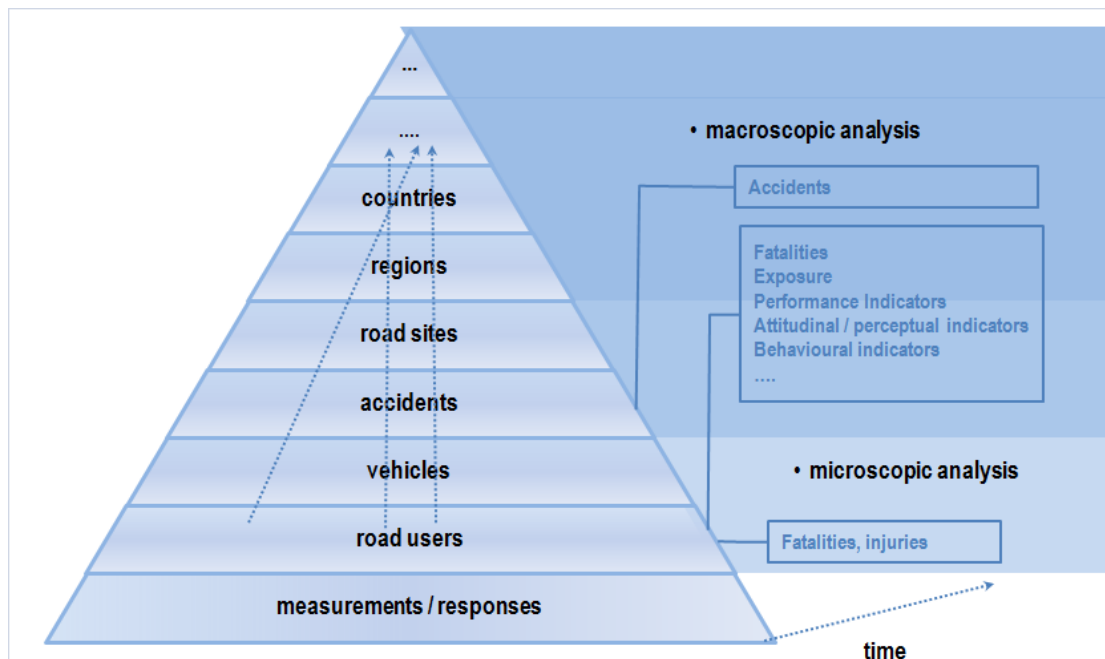 ...
....
• macroscopic analysis
countries
Accidents
regions
Fatalities
Exposure
Performance Indicators
Attitudinal / perceptual indicators
Behavioural indicators
....
road sites
accidents
vehicles
• microscopic analysis
road users
Fatalities, injuries
measurements / responses
time